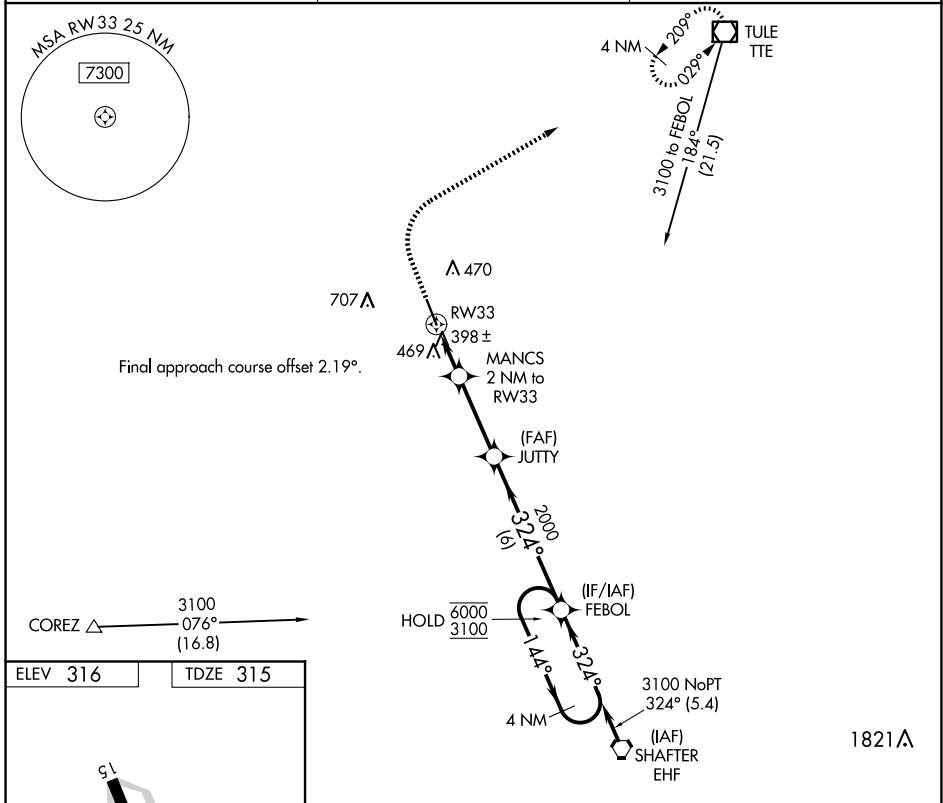 MSA RW33 25 NM
7300
4 NM
209°
029°
TULE
TTE
3100 to FEBOL
184°
(21.5)
470
707
RW33
398 ±
469
MANCS
2 NM to
RW33
Final approach course offset 2.19°.
(FAF)
JUTTY
2000
324°
(6)
(IF/IAF)
FEBOL
HOLD 6000
3100
144°
324°
4 NM
3100 NoPT
324° (5.4)
(IAF)
SHAFTER
EHF
1821
COREZ
3100
076°
(16.8)
ELEV 316
TDZE 315
15